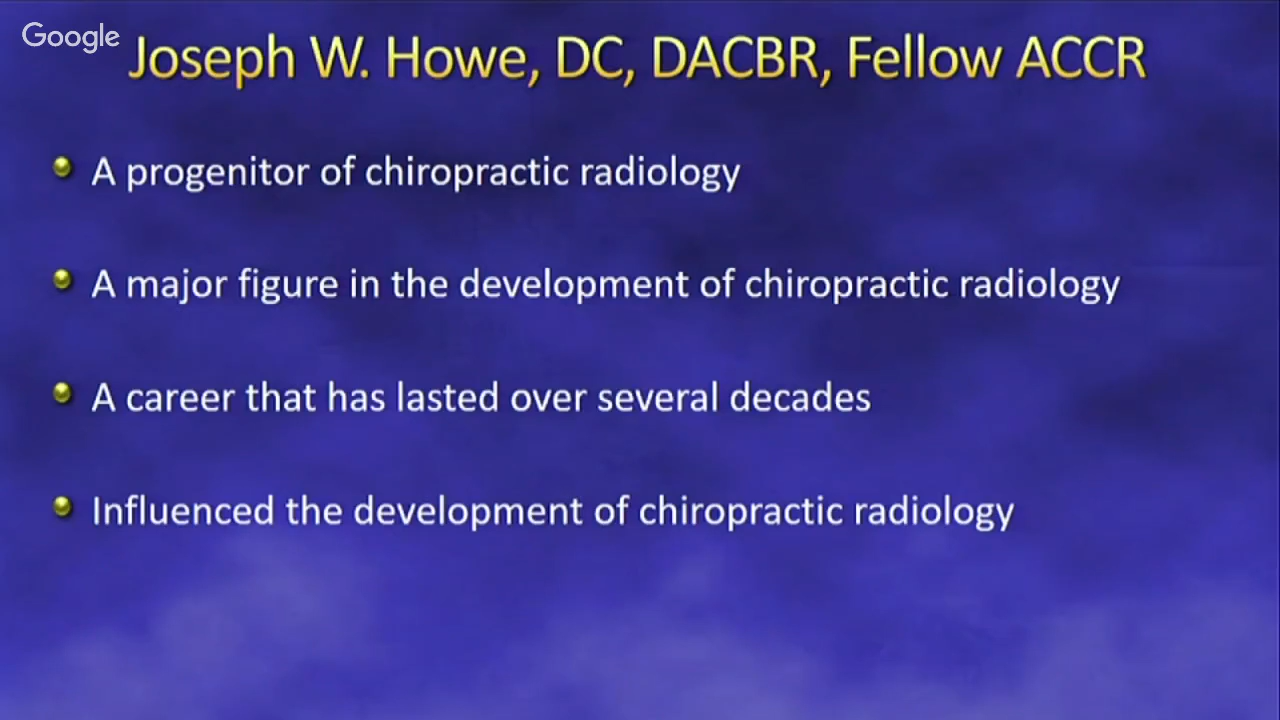 Google
Joseph W. Howe, DC, DACBR, Fellow ACCR
A progenitor of chiropractic radiology
A major figure in the development of chiropractic radiology
A career that has lasted over several decades
Influenced the development of chiropractic radiology